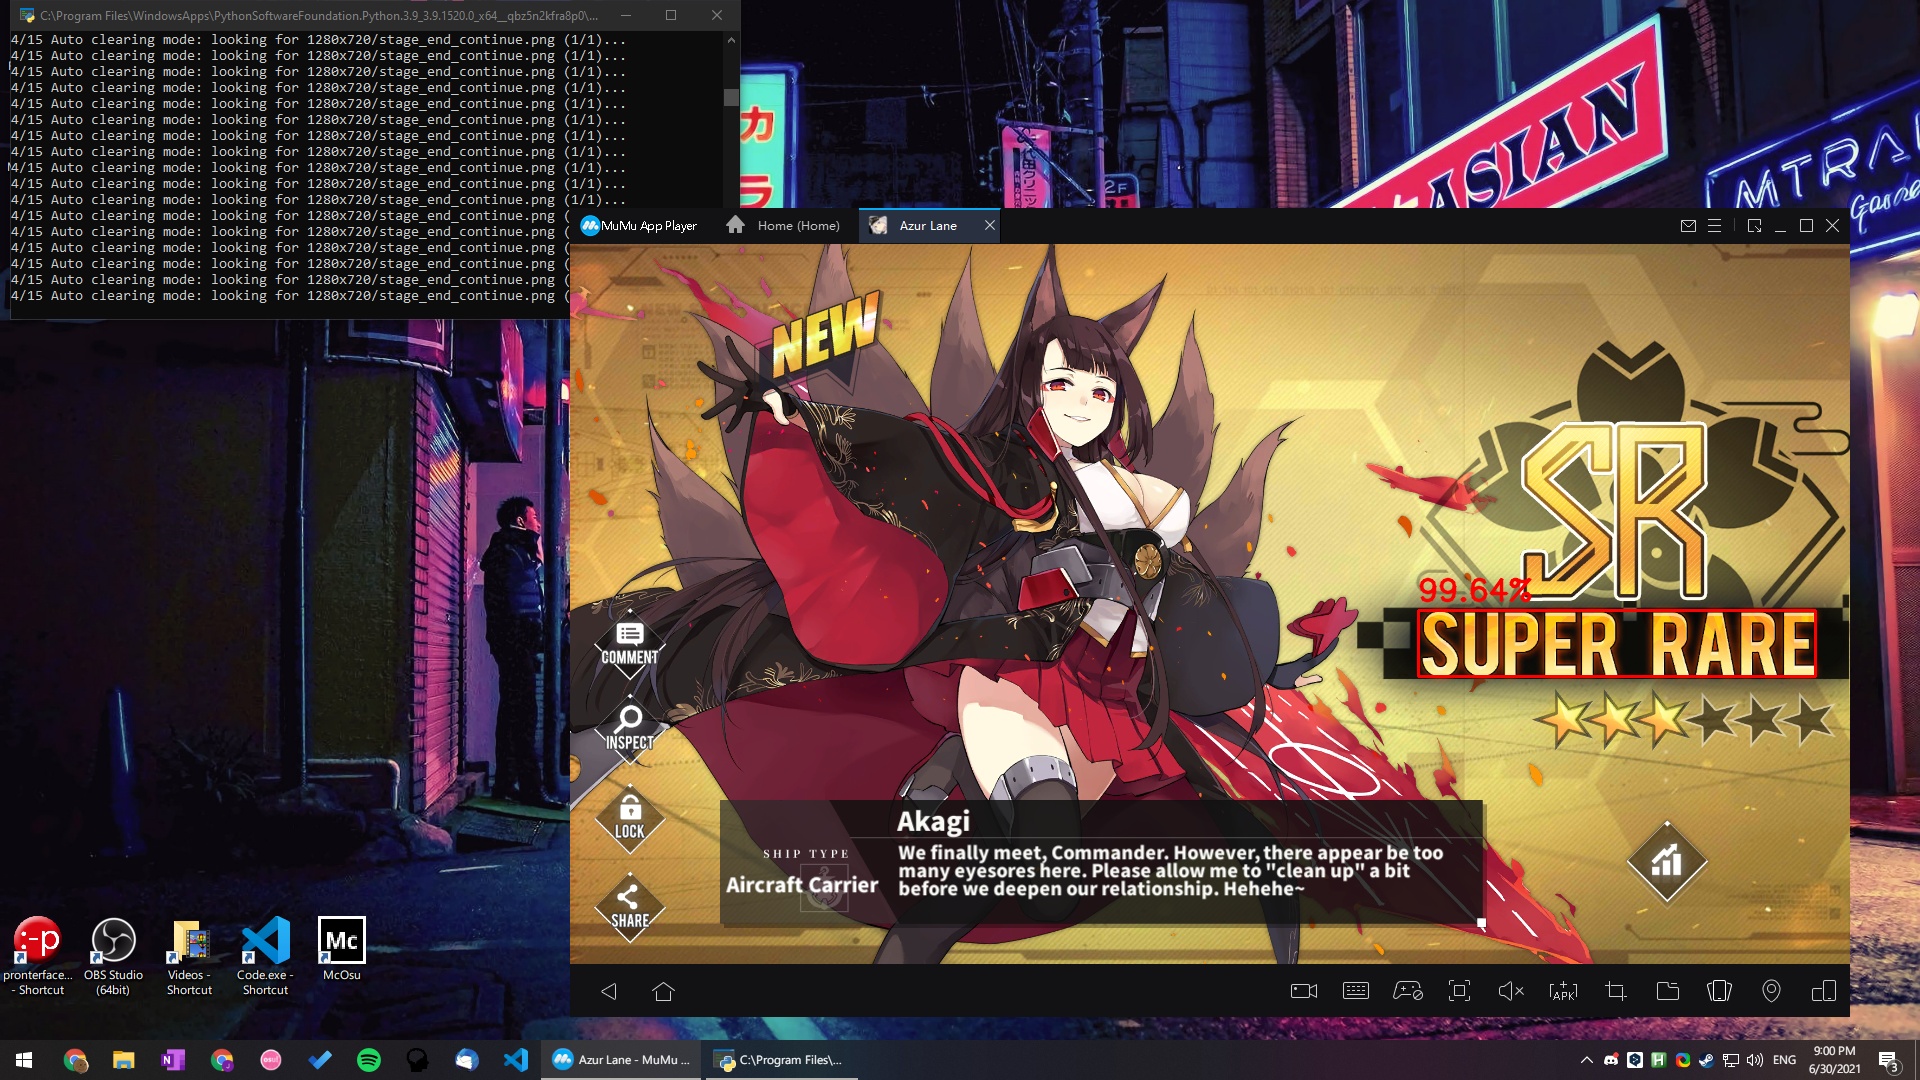 C:\Program Files\WindowsApps\PythonSoftwareFoundation.Python.3.9_3.9.1520.0_x64__qbz5n2kfra8p0\...
4/15 Auto clearing mode: looking for 1280x720/stage_end_continue.png (1/1)...
4/15 Auto clearing mode: looking for 1280x720/stage_end_continue.png (1/1)...
4/15 Auto clearing mode: looking for 1280x720/stage_end_continue.png (1/1)...
4/15 Auto clearing mode: looking for 1280x720/stage_end_continue.png (1/1)...
4/15 Auto clearing mode: looking for 1280x720/stage_end_continue.png (1/1)...
4/15 Auto clearing mode: looking for 1280x720/stage_end_continue.png (1/1)...
4/15 Auto clearing mode: looking for 1280x720/stage_end_continue.png (1/1)...
4/15 Auto clearing mode: looking for 1280x720/stage_end_continue.png (1/1)...
4/15 Auto clearing mode: looking for 1280x720/stage_end_continue.png (1/1)...
4/15 Auto clearing mode: looking for 1280x720/stage_end_continue.png (1/1)...
4/15 Auto clearing mode: looking for 1280x720/stage_end_continue.png (1/1)...
4/15 Auto clearing mode: looking for 1280x720/stage_end_continue.png (
4/15 Auto clearing mode: looking for 1280x720/stage_end_continue.png (
4/15 Auto clearing mode: looking for 1280x720/stage_end_continue.png (
4/15 Auto clearing mode: looking for 1280x720/stage_end_continue.png (
4/15 Auto clearing mode: looking for 1280x720/stage_end_continue.png (
4/15 Auto clearing mode: looking for 1280x720/stage_end_continue.png (
カ
ラ
2F
ASIAN
MTRA
MuMu App Player
Home (Home)
Azur Lane
NEW
SR
99.64%
SUPER RARE
COMMENT
INSPECT
LOCK
SHARE
SHIP TYPE
Aircraft Carrier
Akagi
We finally meet, Commander. However, there appear be too
many eyesores here. Please allow me to "clean up" a bit
before we deepen our relationship. Hehehe~
APK
:-p
Mc
pronterface...
- Shortcut
OBS Studio
(64bit)
Videos -
Shortcut
Code.exe -
Shortcut
McOsu
Azur Lane - MuMu ...
C:\Program Files\...
ENG
9:00 PM
6/30/2021
3